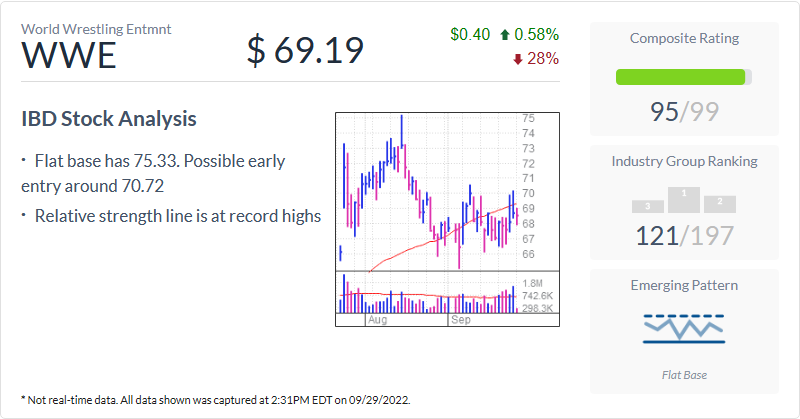 World Wrestling Entmnt
WWE
$ 69.19
$0.40 0.58%
28%
IBD Stock Analysis
· Flat base has 75.33. Possible early
entry around 70.72
· Relative strength line is at record highs
75
74
73
72
71
70
69
68
67
66
1.8M
742.6K
298.3K
Aug Sep
Composite Rating
95/99
Industry Group Ranking
3 1 2
121/197
Emerging Pattern
Flat Base
* Not real-time data. All data shown was captured at 2:31PM EDT on 09/29/2022.